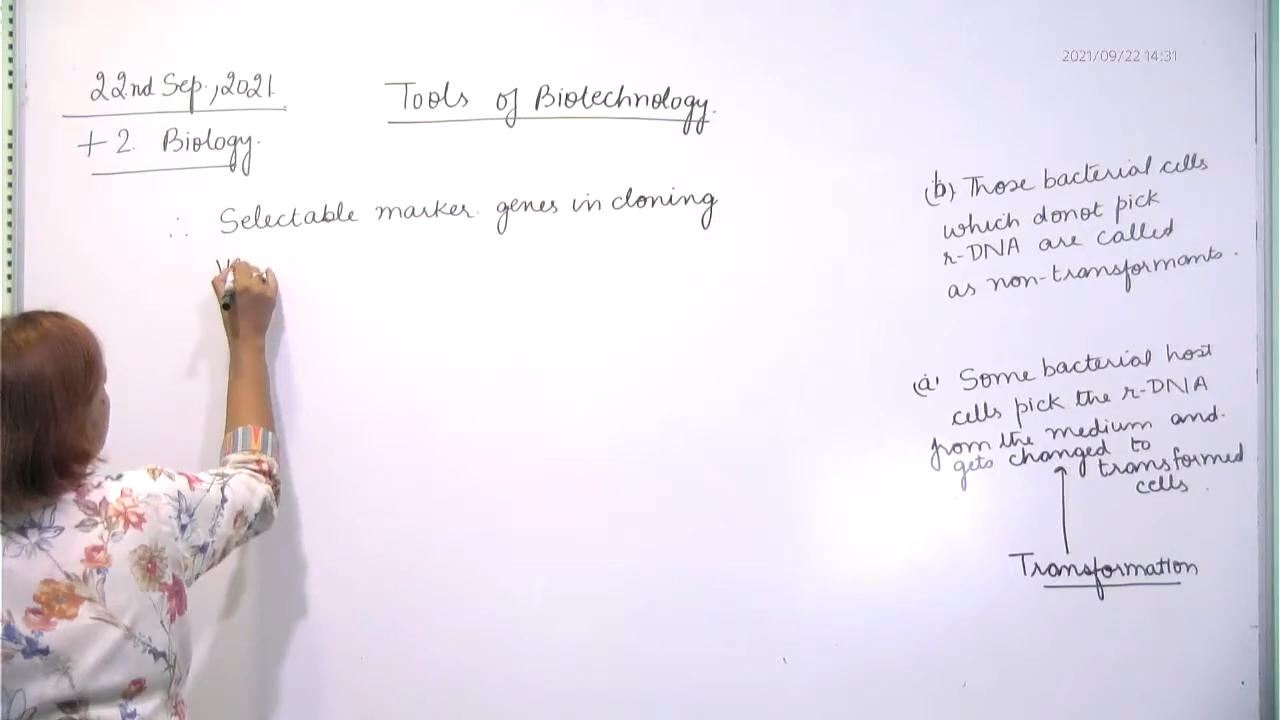 2021/09/22 14:31
22nd Sep., 2021.
+2. Biology.
Tools of Biotechnology.
∴ Selectable marker genes in cloning
(b) Those bacterial cells
which donot pick
r-DNA are called
as non-transformants.
(a) Some bacterial host
cells pick the r-DNA
from the medium and
gets changed to
transformed
cells.
Transformation